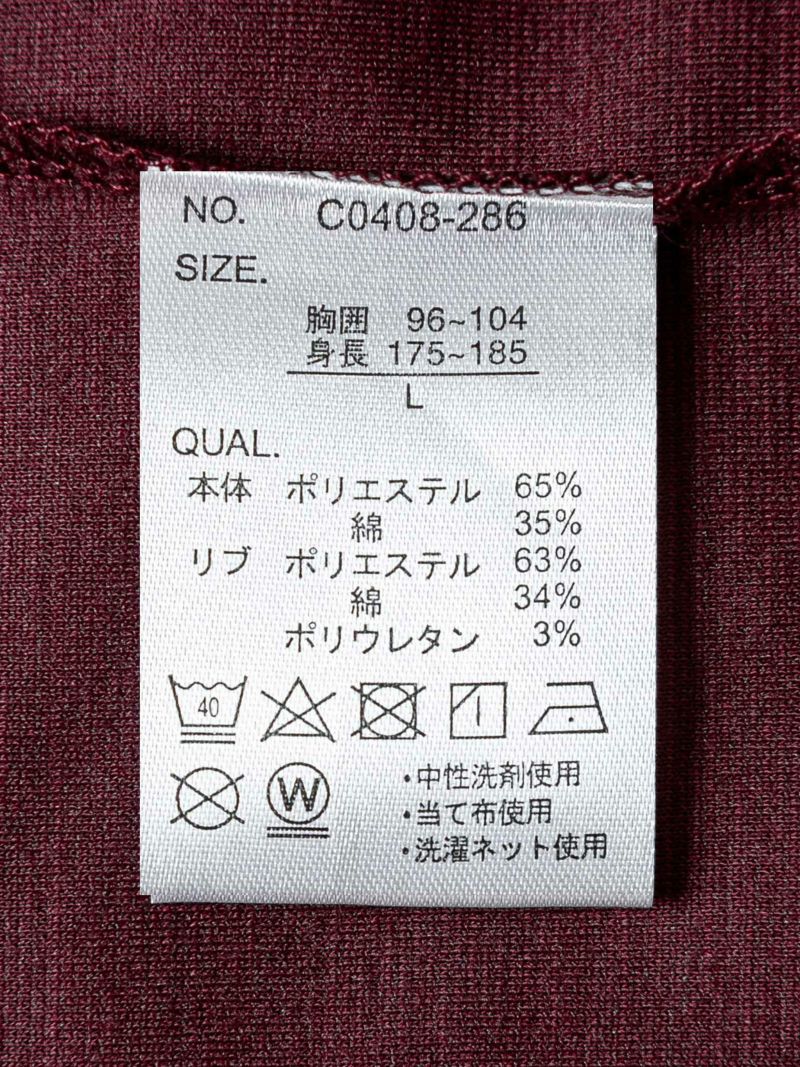 NO. C0408-286
SIZE.
胸囲 96~104
身長 175~185
L
QUAL.
本体 ポリエステル 65%
綿 35%
リブ ポリエステル 63%
綿 34%
ポリウレタン 3%
40
W
・中性洗剤使用
・当て布使用
・洗濯ネット使用